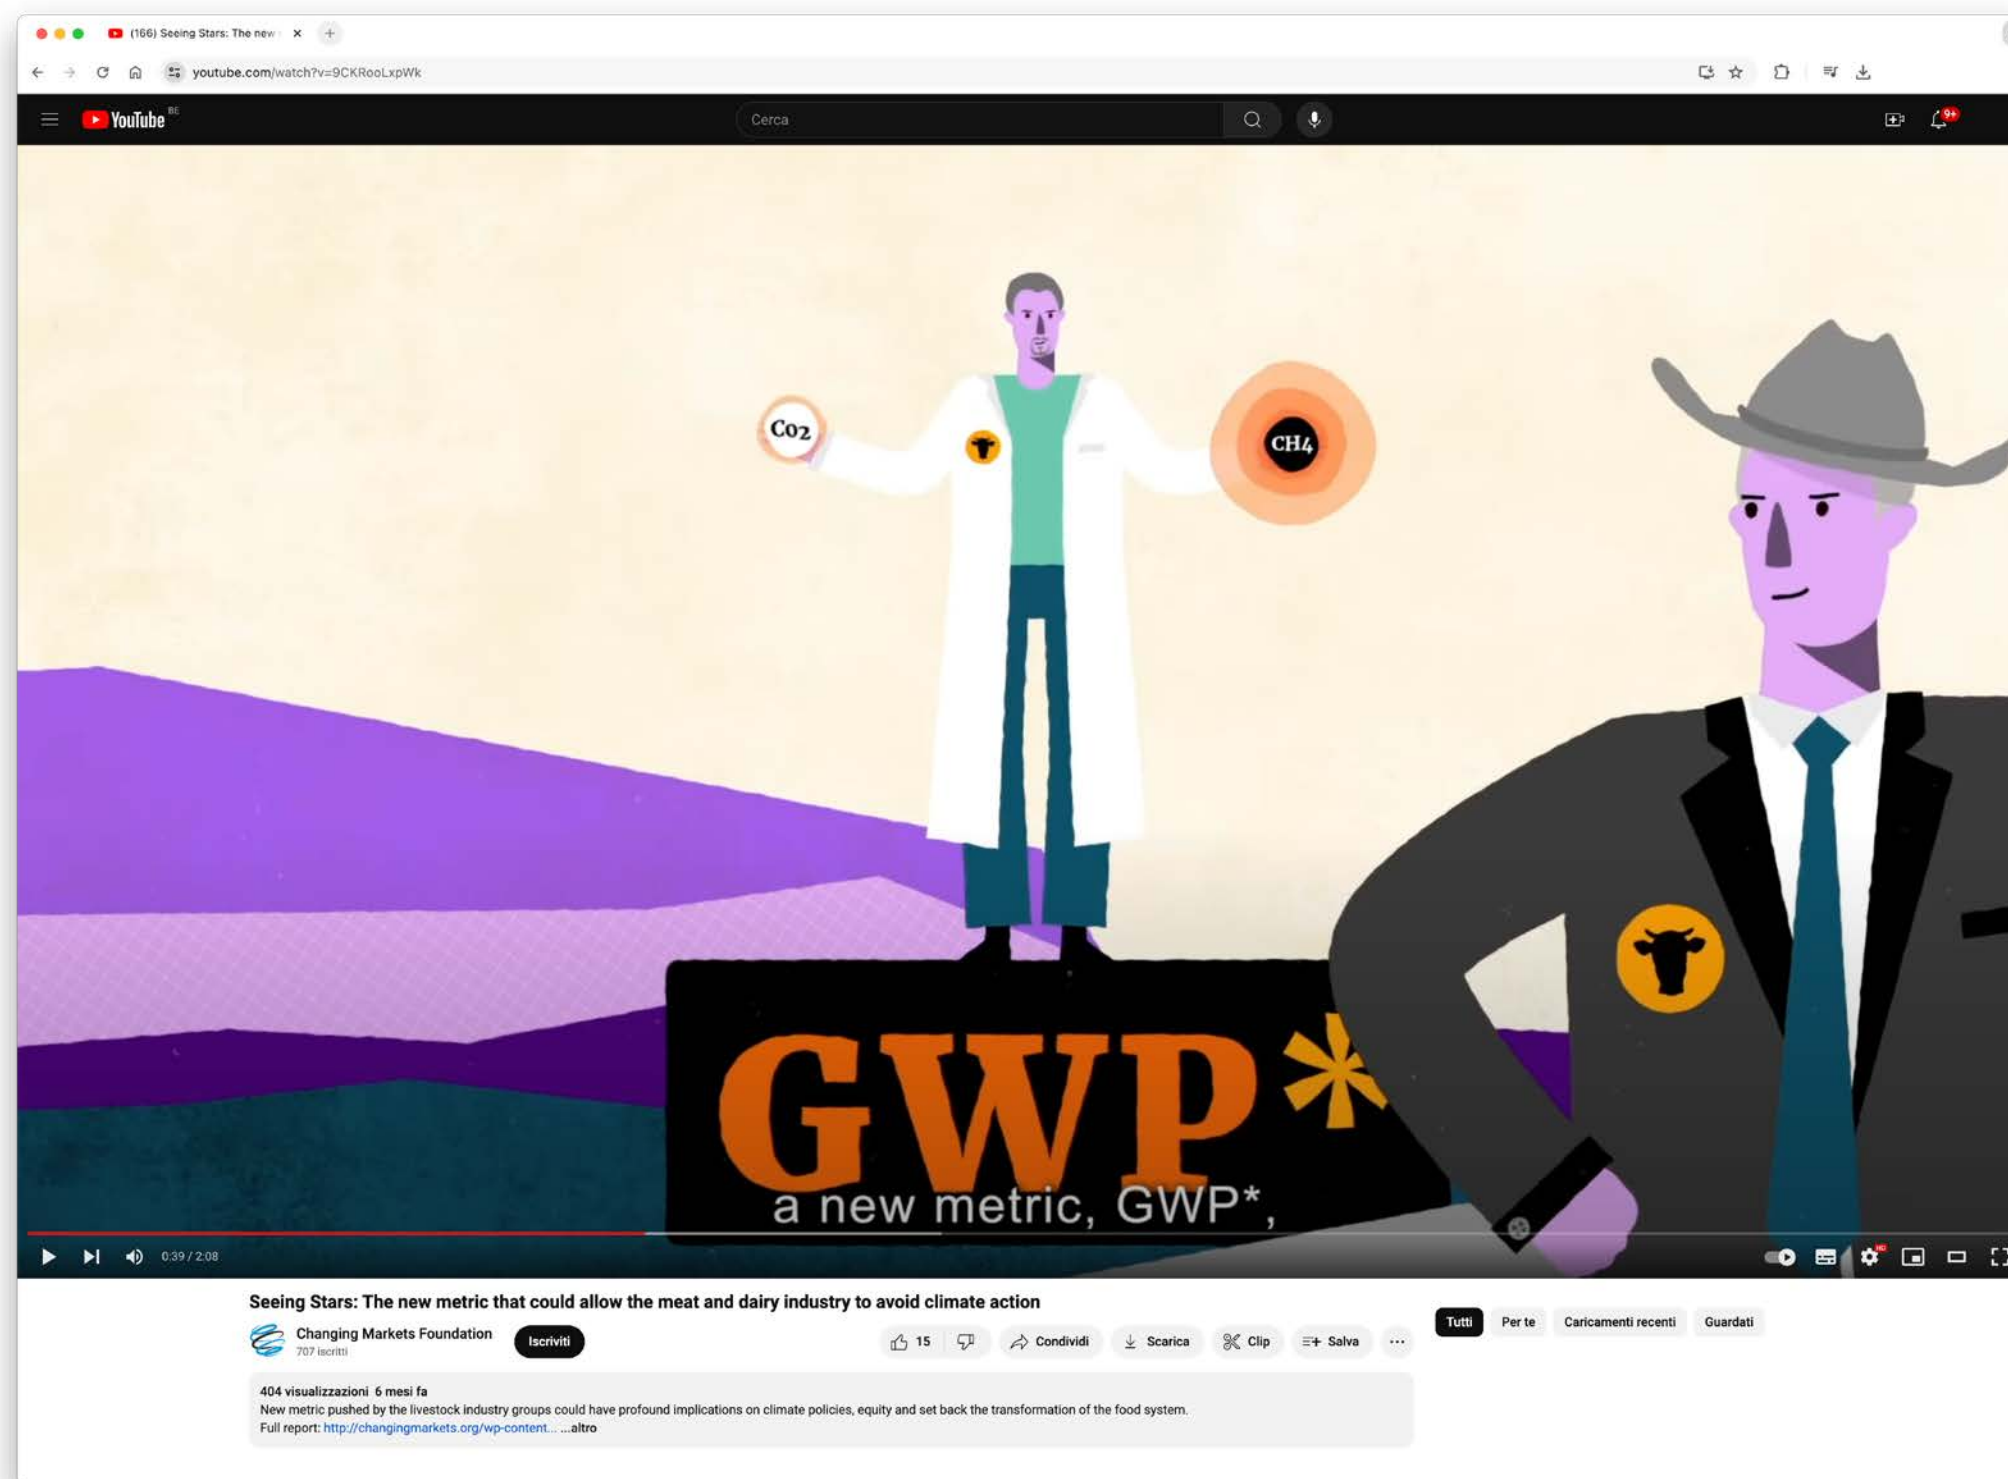 (166) Seeing Stars: The new
youtube.com/watch?v=9CKRooLxpWk
YouTube BE
Cerca
9+
CO2
CH4
GWP*
a new metric, GWP*,
0:39 / 2:08
HD
Seeing Stars: The new metric that could allow the meat and dairy industry to avoid climate action
Changing Markets Foundation
707 iscritti
Iscriviti
15
Condividi
Scarica
Clip
Salva
Tutti
Per te
Caricamenti recenti
Guardati
404 visualizzazioni 6 mesi fa
New metric pushed by the livestock industry groups could have profound implications on climate policies, equity and set back the transformation of the food system.
Full report: http://changingmarkets.org/wp-content... ...altro